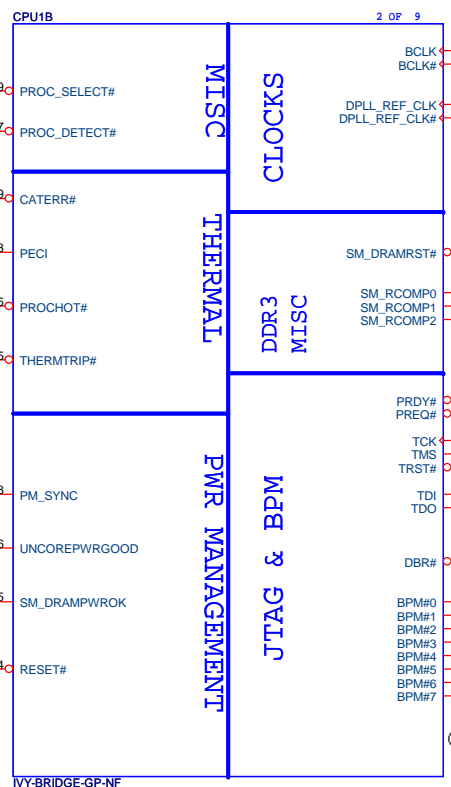 CPU1B
2 OF 9
MISC
PROC_SELECT#
PROC_DETECT#
THERMAL
CATERR#
PECI
PROCHOT#
THERMTRIP#
PWR MANAGEMENT
PM_SYNC
UNCOREPWRGOOD
SM_DRAMPWROK
RESET#
CLOCKS
BCLK
BCLK#
DPLL_REF_CLK
DPLL_REF_CLK#
DDR3
MISC
SM_DRAMRST#
SM_RCOMP0
SM_RCOMP1
SM_RCOMP2
JTAG & BPM
PRDY#
PREQ#
TCK
TMS
TRST#
TDI
TDO
DBR#
BPM#0
BPM#1
BPM#2
BPM#3
BPM#4
BPM#5
BPM#6
BPM#7
IVY-BRIDGE-GP-NF